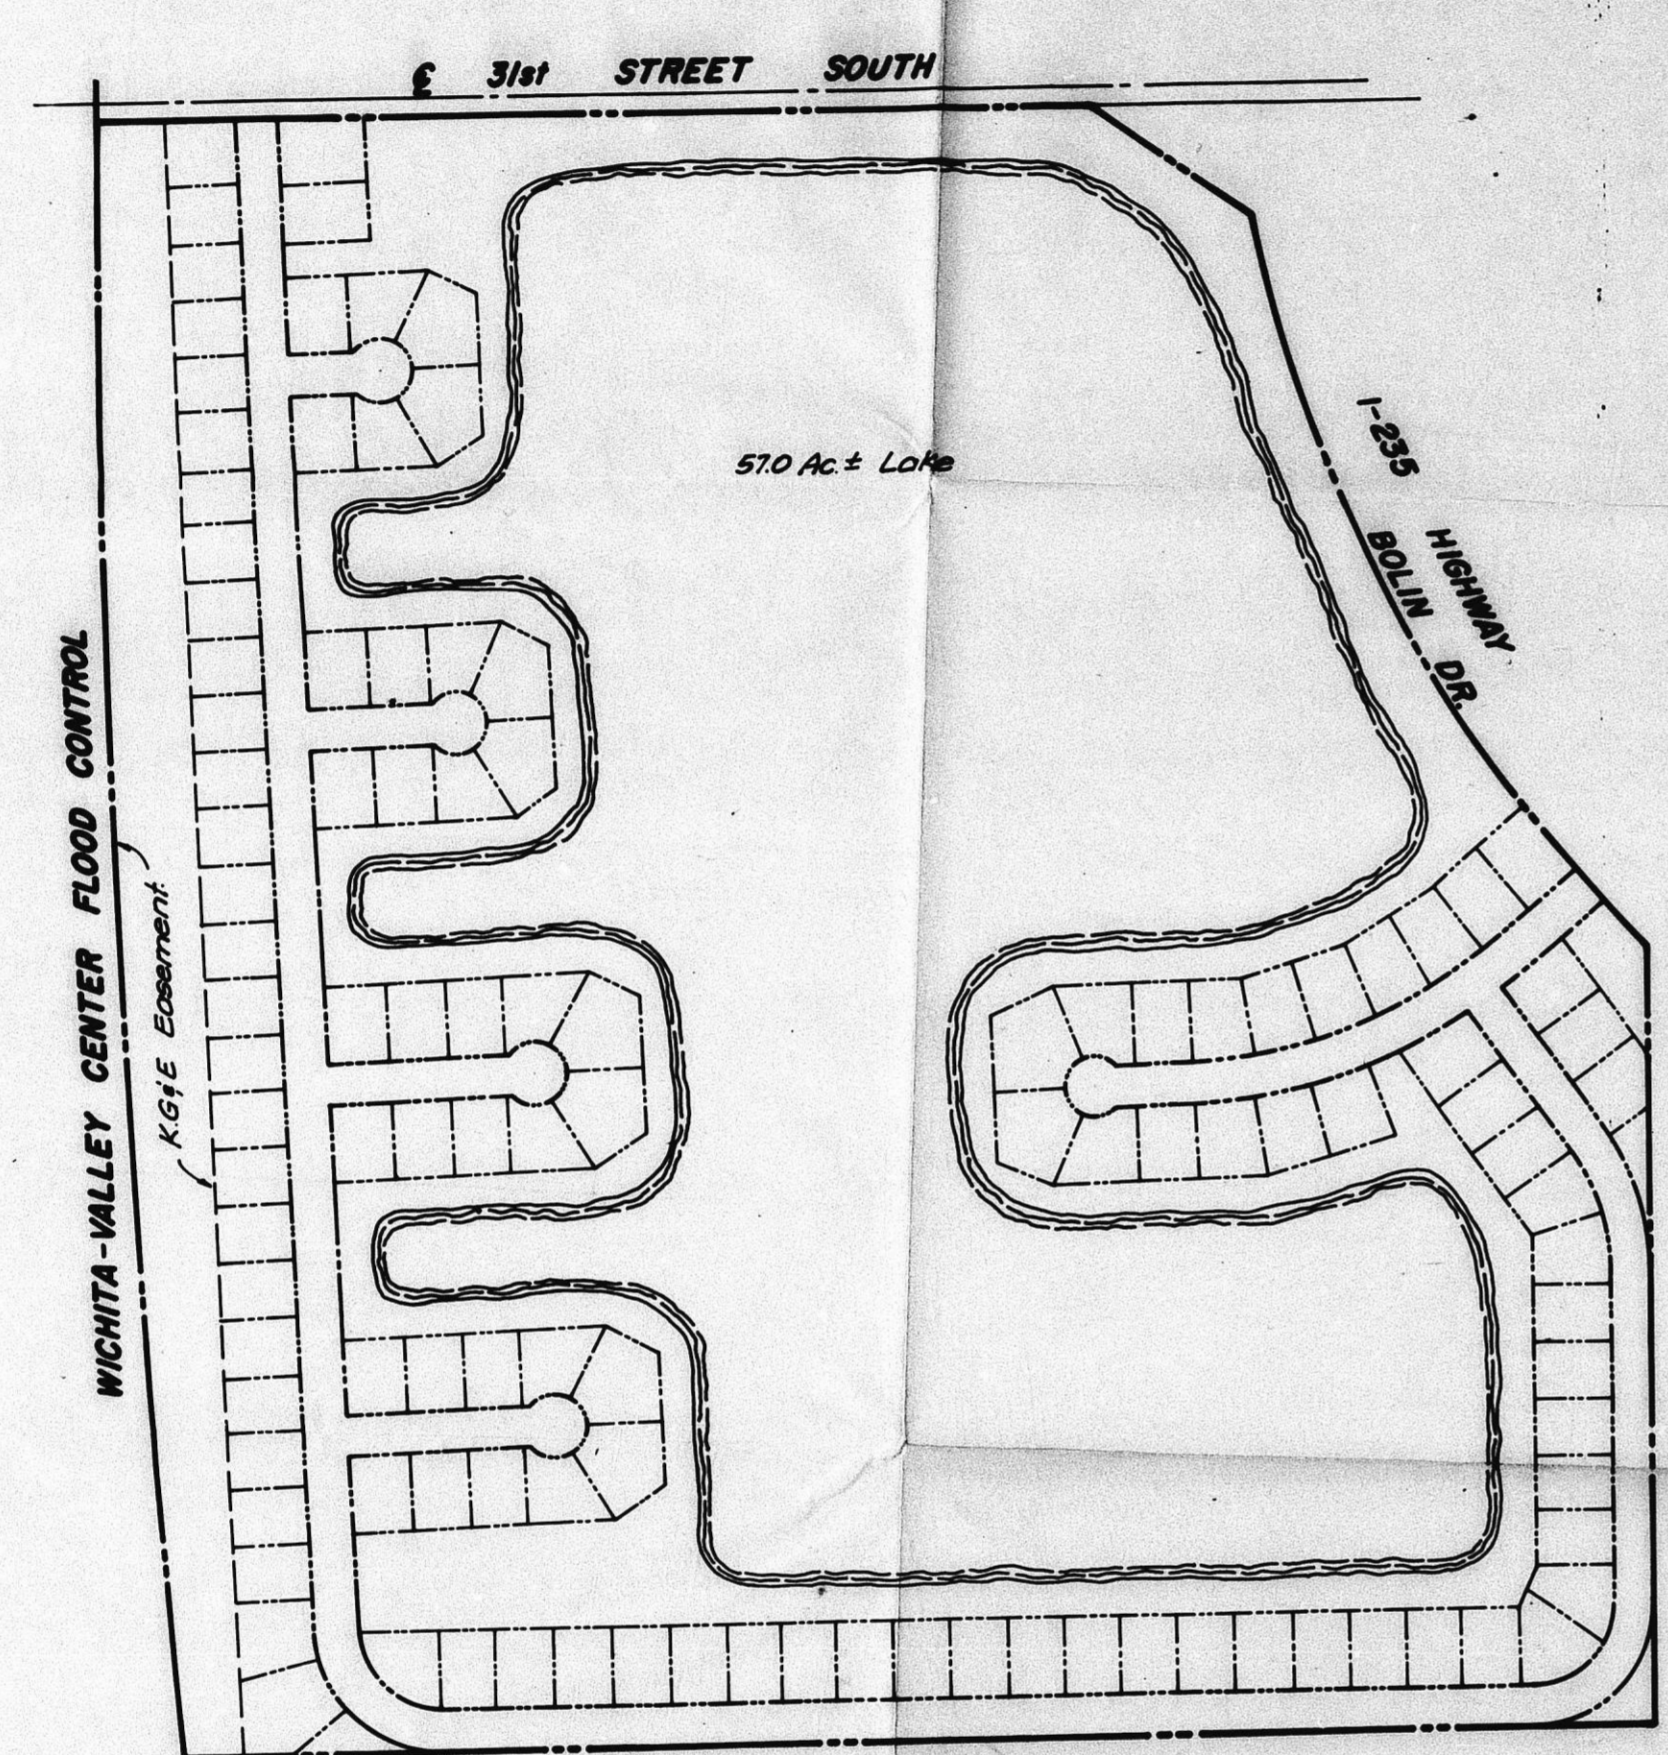 ℄ 31st STREET SOUTH
57.0 Ac.± Lake
I-235 HIGHWAY
BOLIN DR.
WICHITA-VALLEY CENTER FLOOD CONTROL
K.G.&E Easement.